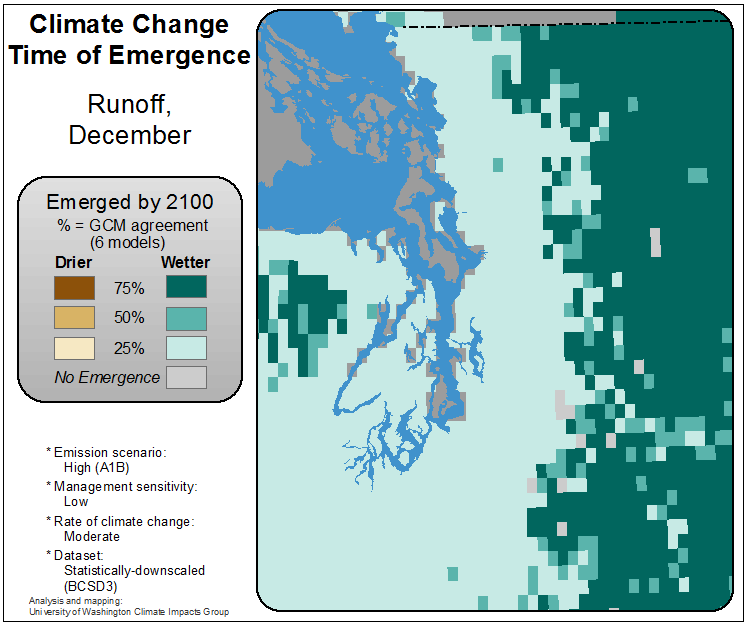 Climate Change
Time of Emergence
Runoff,
December
Emerged by 2100
% = GCM agreement
(6 models)
Drier Wetter
75%
50%
25%
No Emergence
* Emission scenario:
High (A1B)
* Management sensitivity:
Low
* Rate of climate change:
Moderate
* Dataset:
Statistically-downscaled
(BCSD3)
Analysis and mapping:
University of Washington Climate Impacts Group